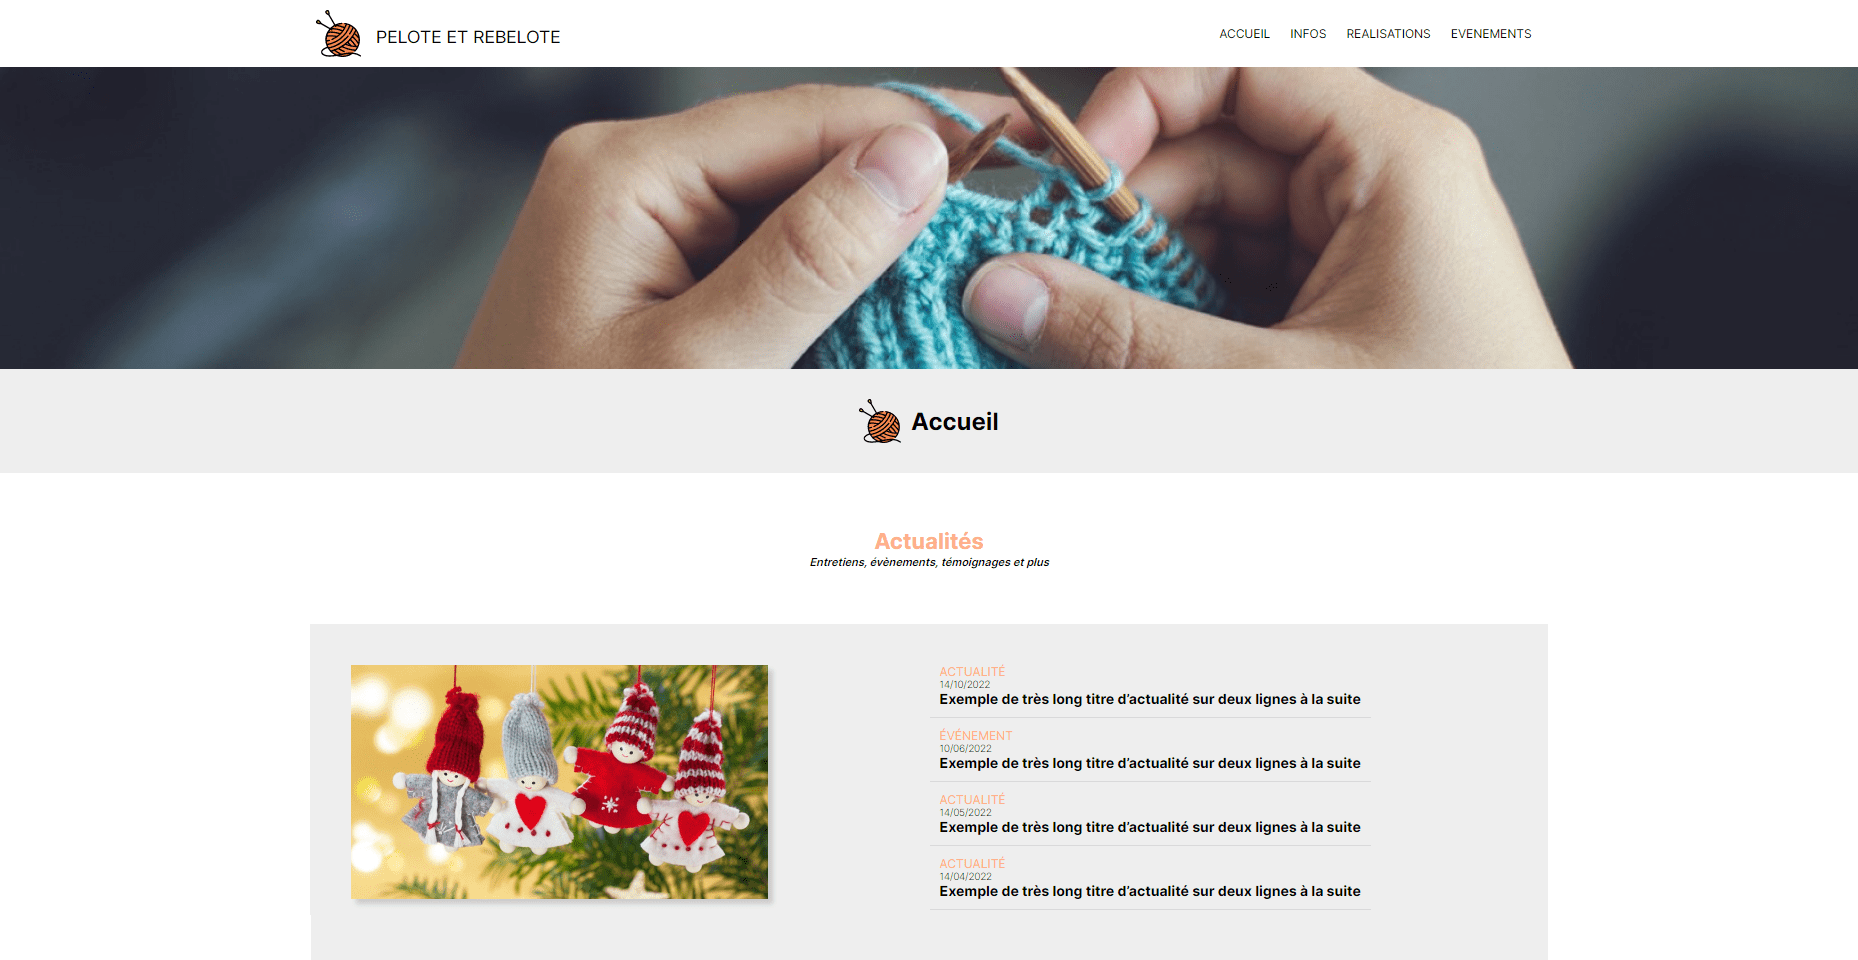 PELOTE ET REBELOTE
ACCUEIL INFOS REALISATIONS EVENEMENTS
Accueil
Actualités
Entretiens, évènements, témoignages et plus
ACTUALITÉ
14/10/2022
Exemple de très long titre d’actualité sur deux lignes à la suite
ÉVÉNEMENT
10/06/2022
Exemple de très long titre d’actualité sur deux lignes à la suite
ACTUALITÉ
14/05/2022
Exemple de très long titre d’actualité sur deux lignes à la suite
ACTUALITÉ
14/04/2022
Exemple de très long titre d’actualité sur deux lignes à la suite